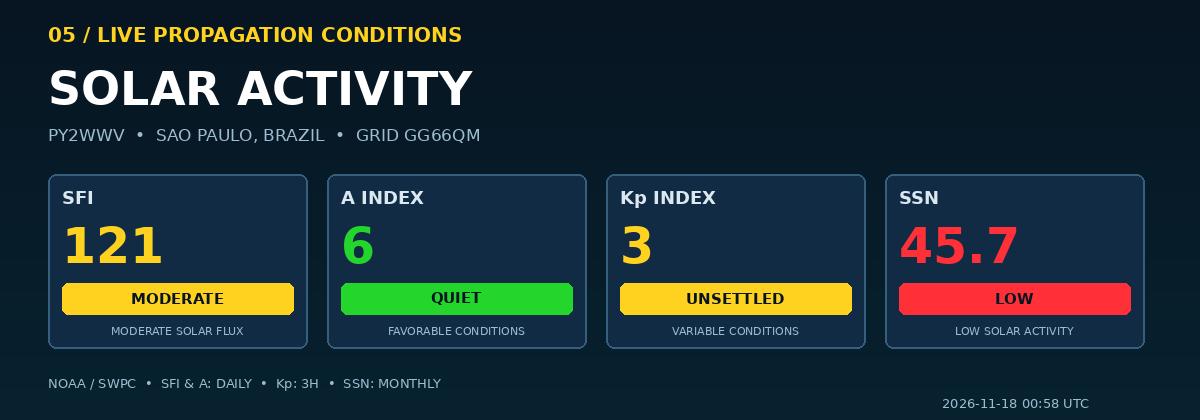 05 / LIVE PROPAGATION CONDITIONS
SOLAR ACTIVITY
PY2WWV • SAO PAULO, BRAZIL • GRID GG66QM
SFI
121
MODERATE
MODERATE SOLAR FLUX
A INDEX
6
QUIET
FAVORABLE CONDITIONS
Kp INDEX
3
UNSETTLED
VARIABLE CONDITIONS
SSN
45.7
LOW
LOW SOLAR ACTIVITY
NOAA / SWPC • SFI & A: DAILY • Kp: 3H • SSN: MONTHLY
2026-11-18 00:58 UTC